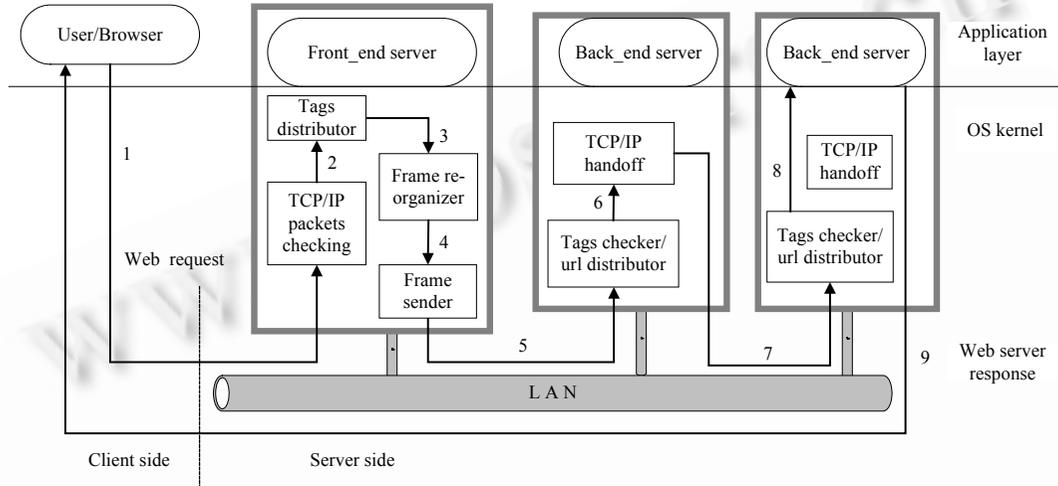 User/Browser
Front_end server
Back_end server
Back_end server
Application
layer
OS kernel
Tags
distributor
3
TCP/IP
handoff
TCP/IP
handoff
1
2
Frame re-
organizer
8
6
TCP/IP
packets
checking
4
Tags checker/
url distributor
Tags checker/
url distributor
Web request
Frame
sender
5
7
9
Web server
response
L A N
Client side
Server side